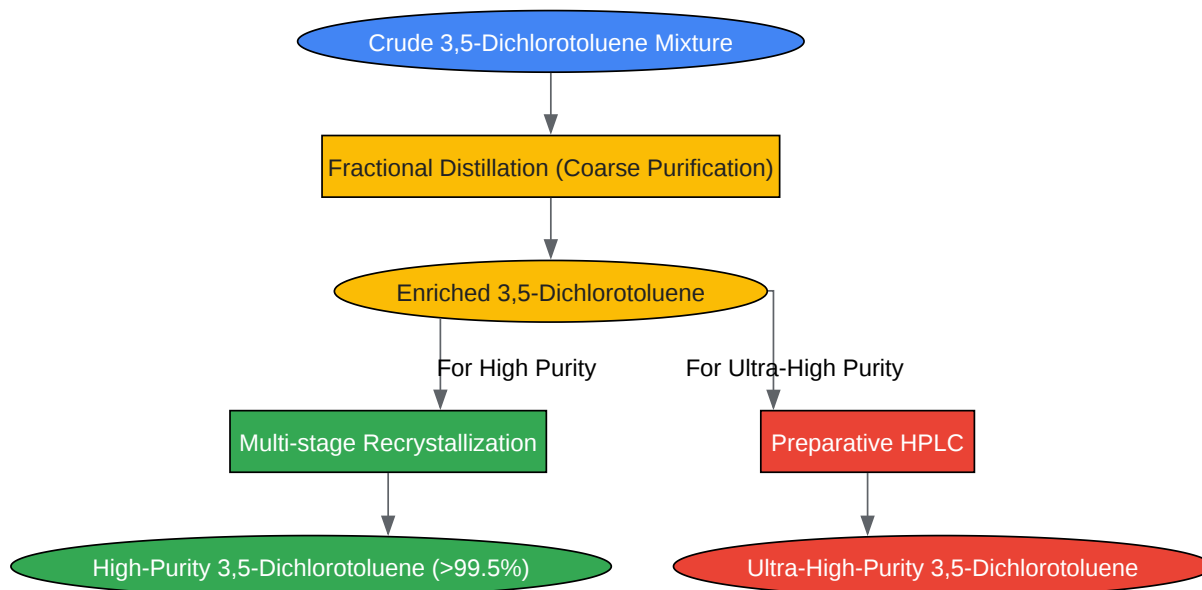 Crude 3,5-Dichlorotoluene Mixture
Fractional Distillation (Coarse Purification)
Enriched 3,5-Dichlorotoluene
For High Purity
For Ultra-High Purity
Multi-stage Recrystallization
Preparative HPLC
High-Purity 3,5-Dichlorotoluene (>99.5%)
Ultra-High-Purity 3,5-Dichlorotoluene